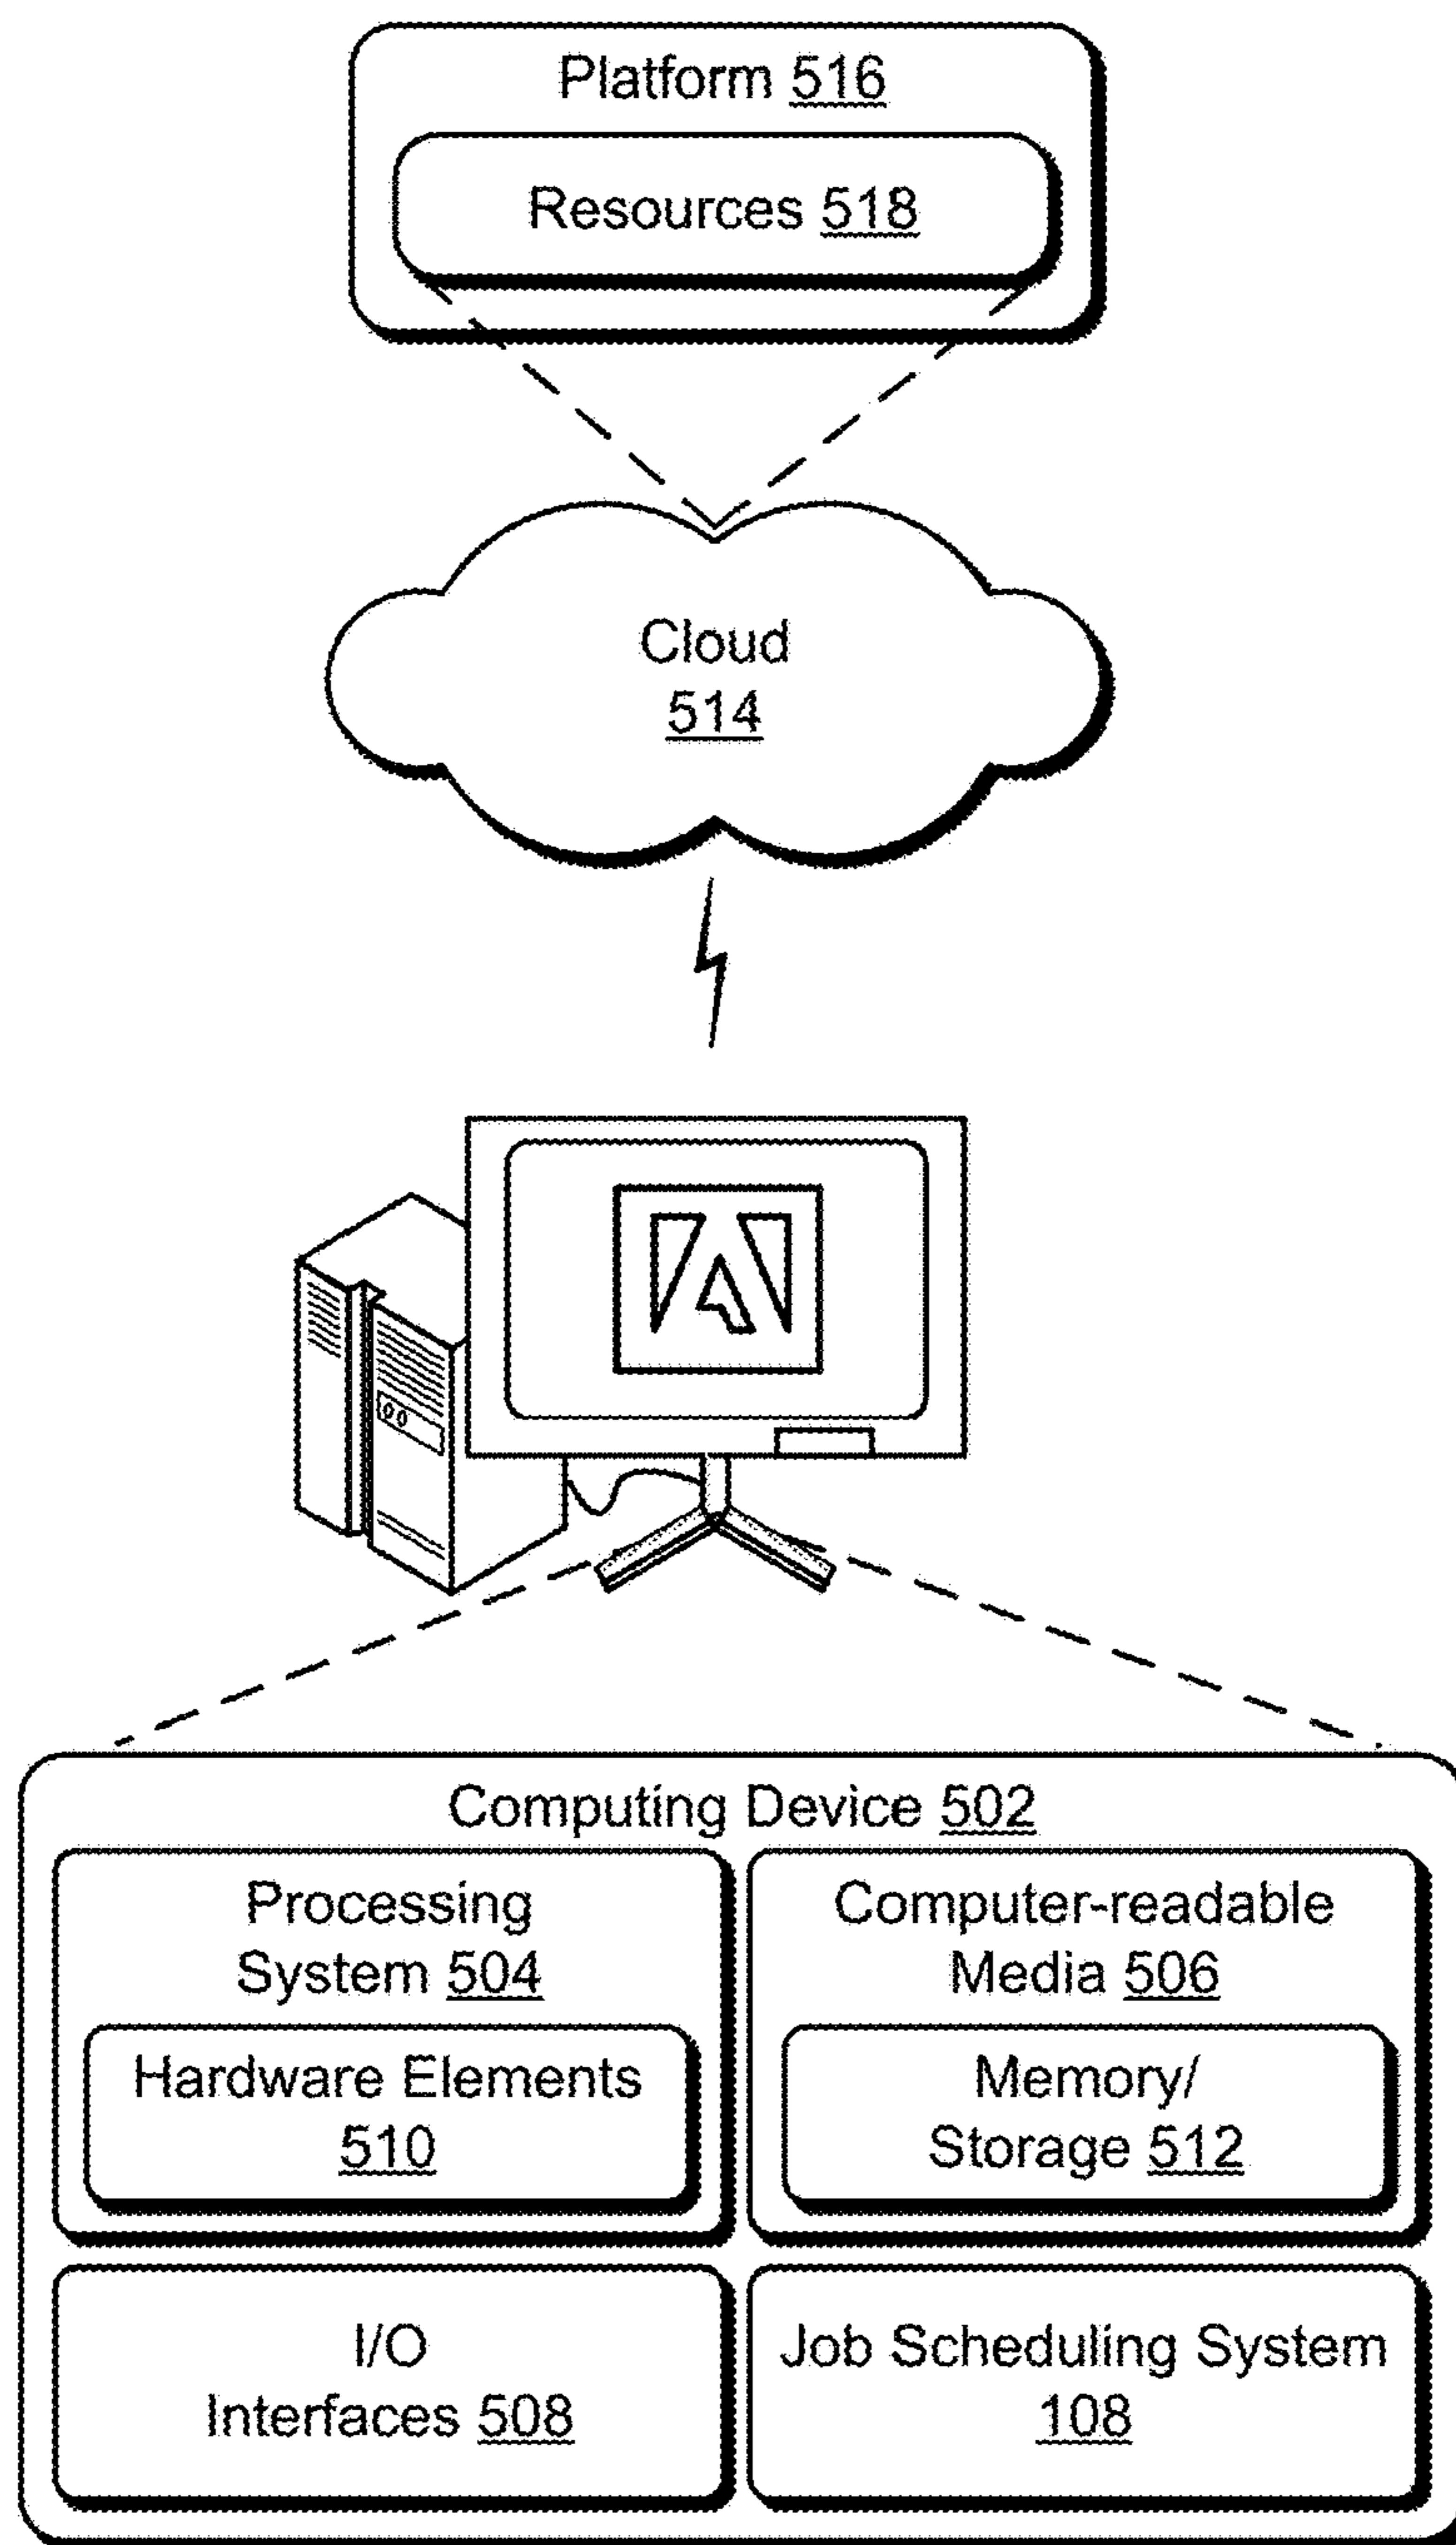 Platform 516
Resources 518
Cloud
514
Computing Device 502
Processing
System 504
Hardware Elements
510
Computer-readable
Media 506
Memory/
Storage 512
I/O
Interfaces 508
Job Scheduling System
108